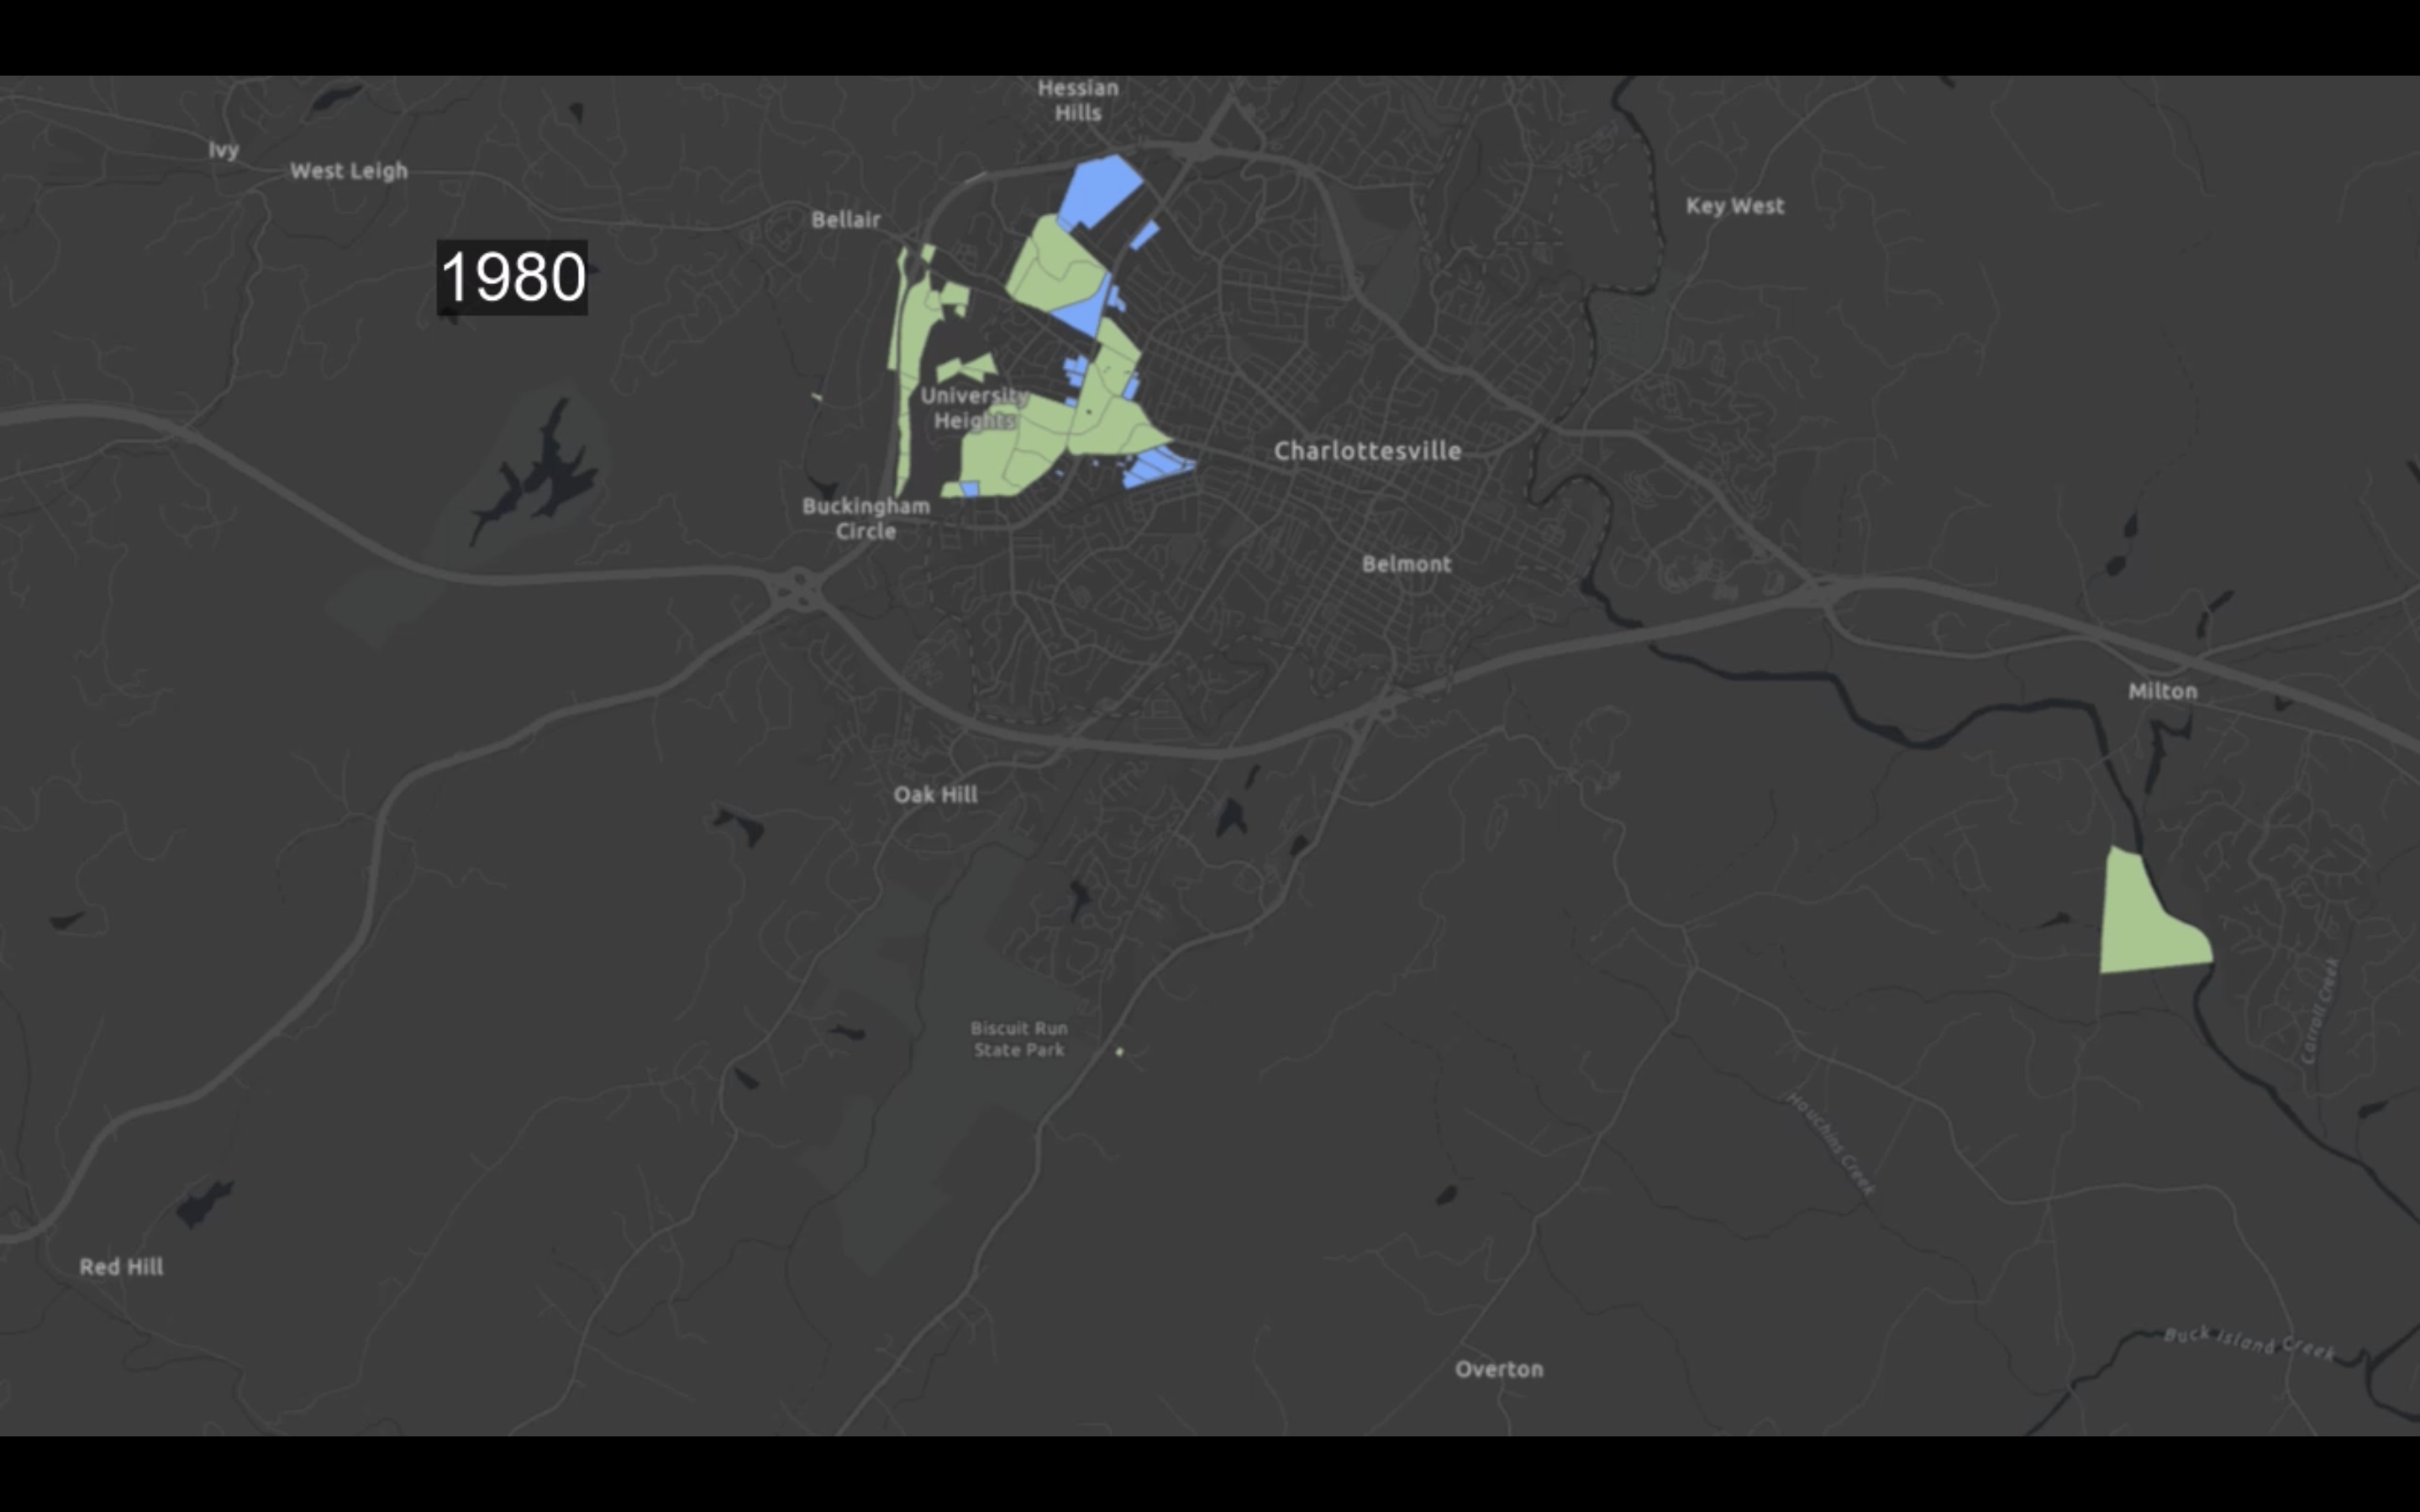 Hessian
Hills
Ivy
West Leigh
Key West
Bellair
1980
University
Heights
Charlottesville
Buckingham
Circle
Belmont
Milton
Oak Hill
Carroll Creek
Biscuit Run
State Park
Houchins Creek
Red Hill
Buck Island Creek
Overton